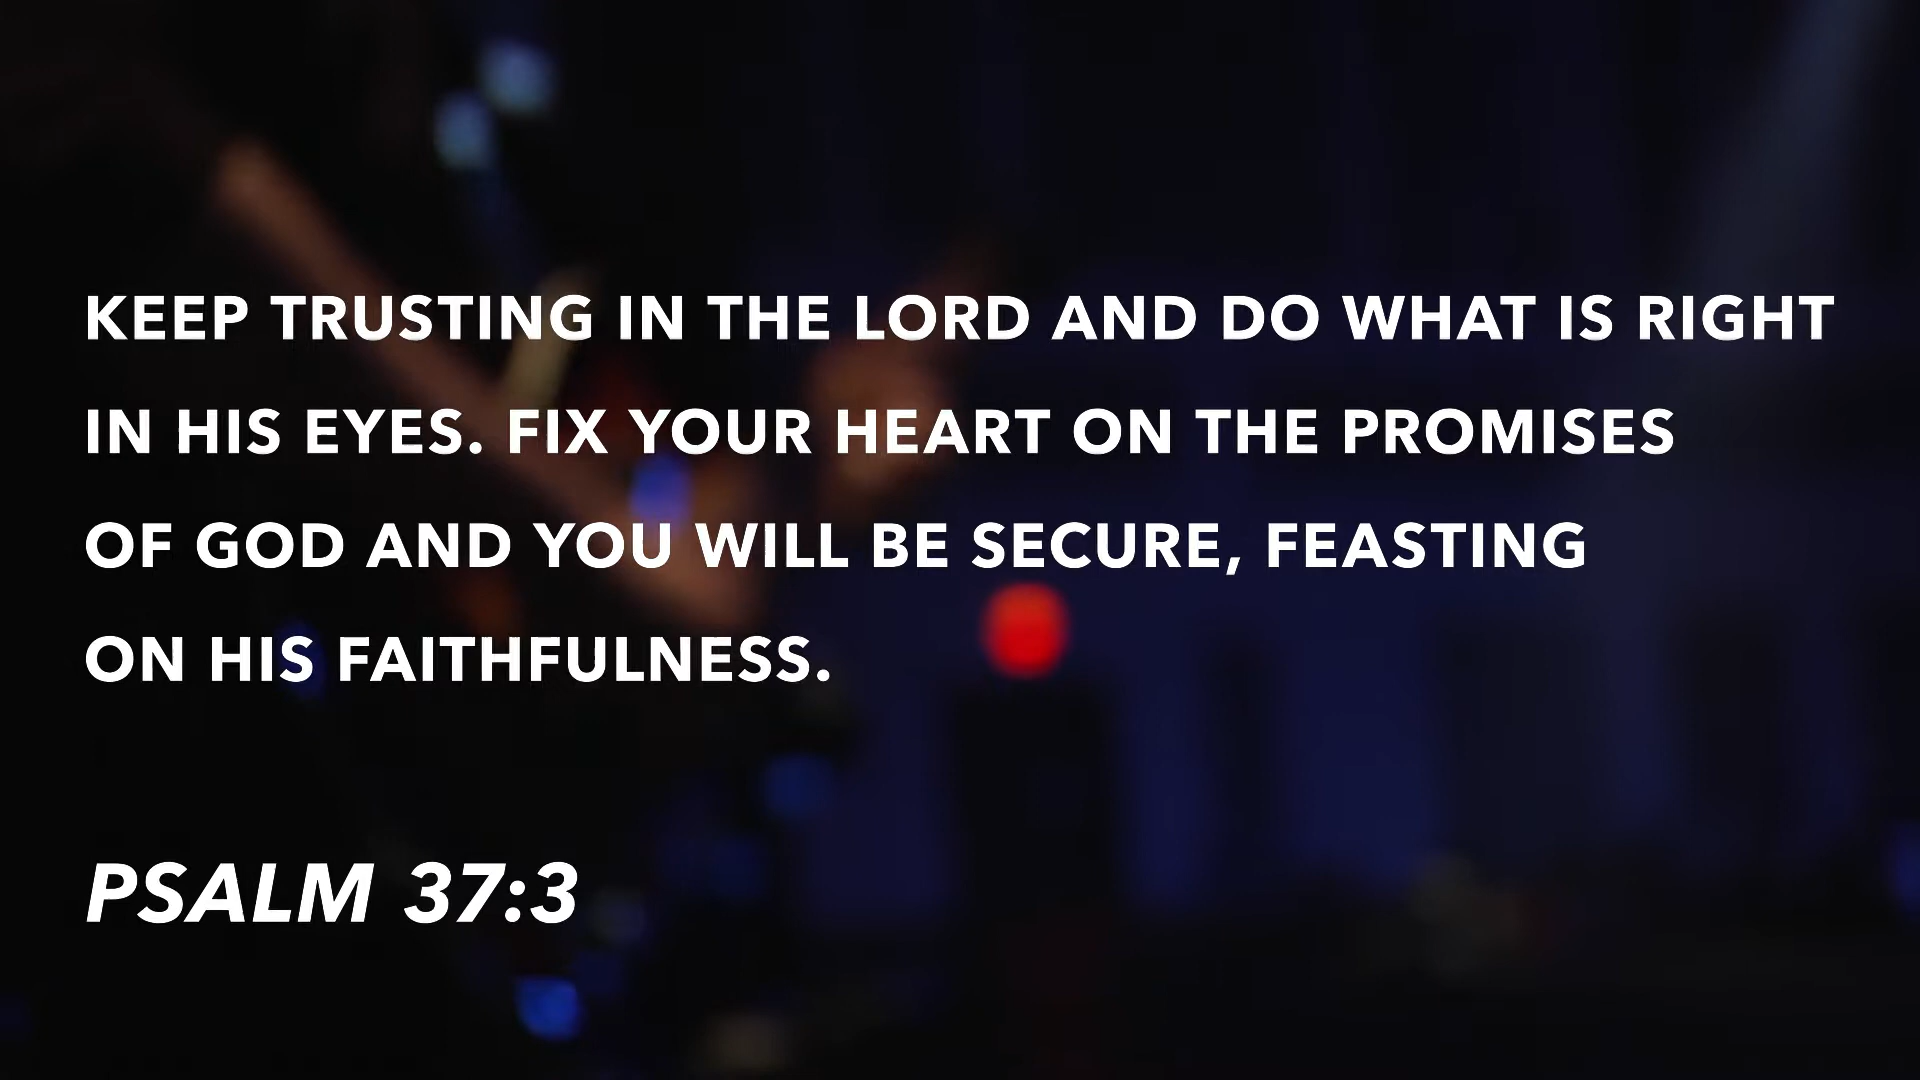 KEEP TRUSTING IN THE LORD AND DO WHAT IS RIGHT
IN HIS EYES. FIX YOUR HEART ON THE PROMISES
OF GOD AND YOU WILL BE SECURE, FEASTING
ON HIS FAITHFULNESS.
PSALM 37:3